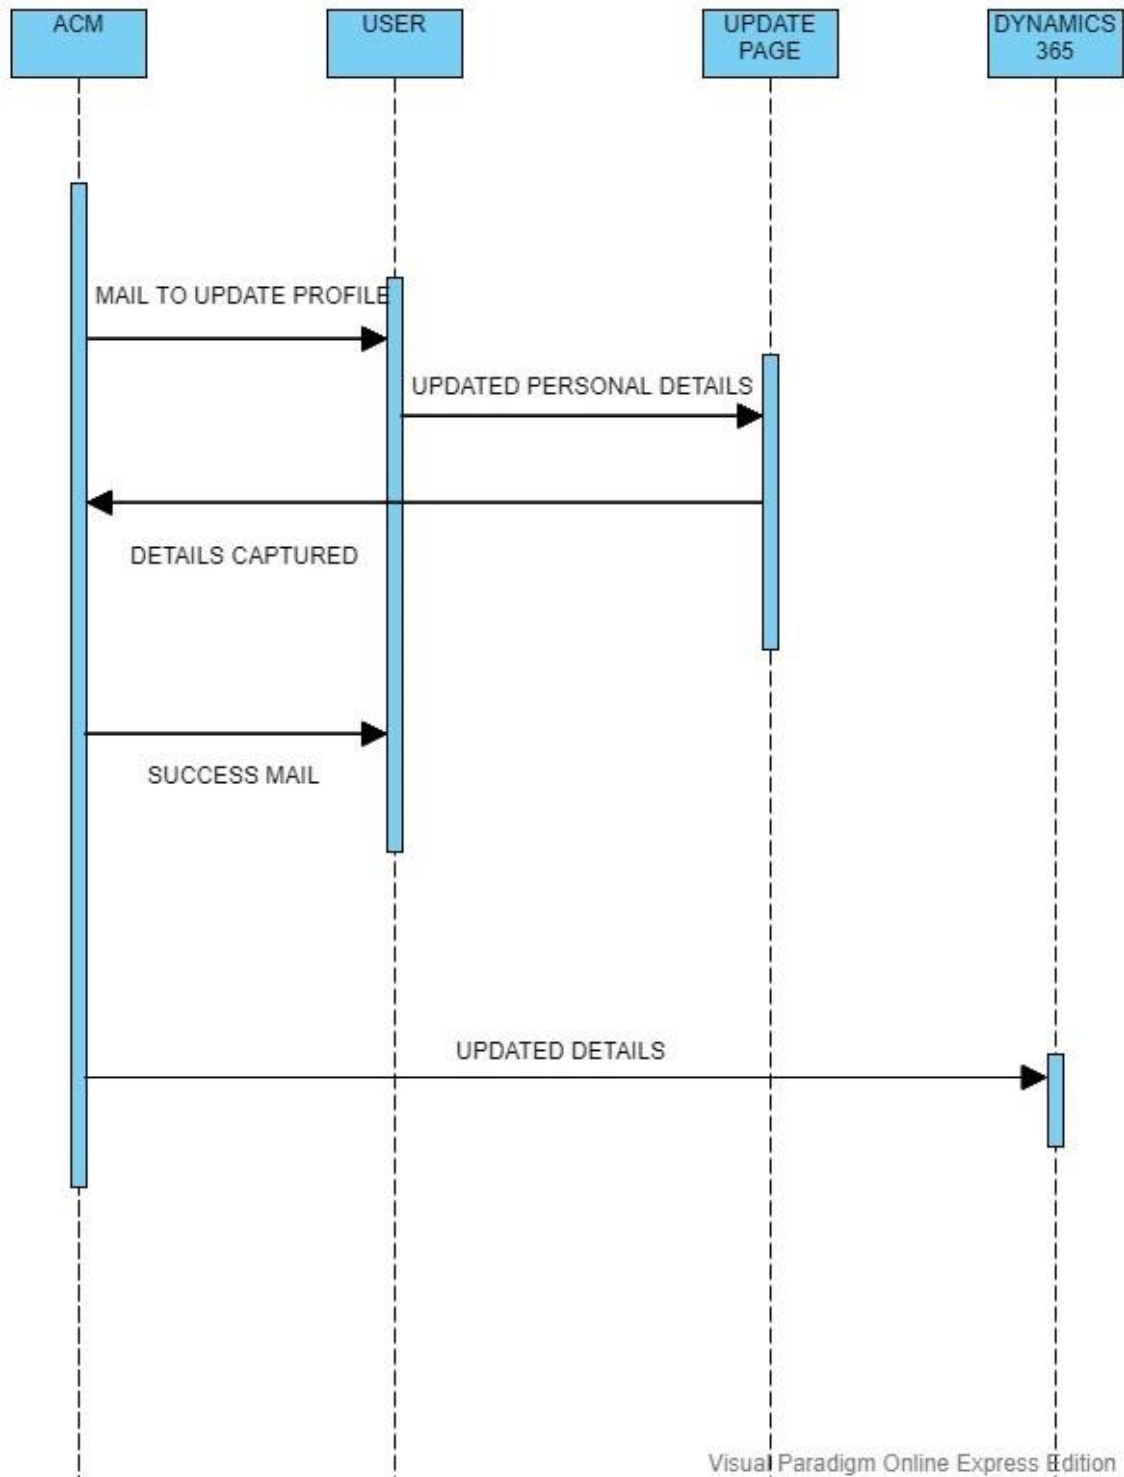 ACM
USER
UPDATE
PAGE
DYNAMICS
365
MAIL TO UPDATE PROFILE
UPDATED PERSONAL DETAILS
DETAILS CAPTURED
SUCCESS MAIL
UPDATED DETAILS
Visual Paradigm Online Express Edition